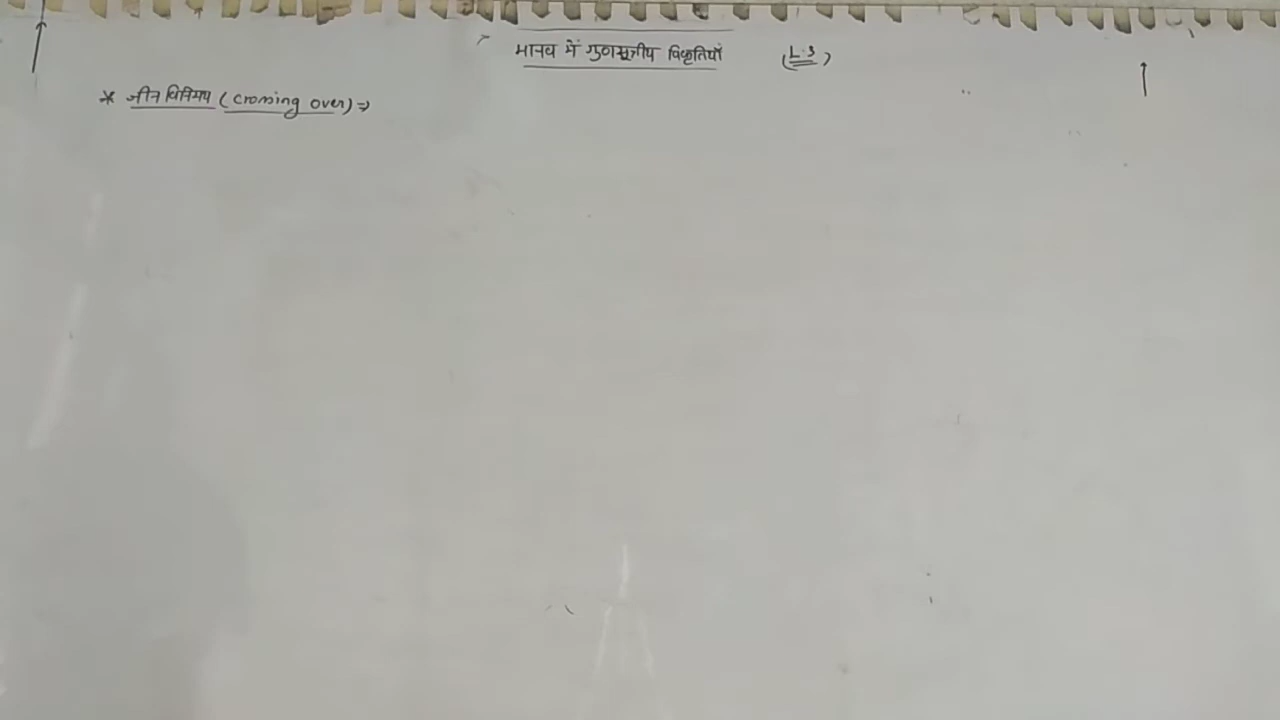 मानव में गुणसूत्रीय विकृतियाँ (L.3)
* जीन विनिमय (Crossing over) ⇒